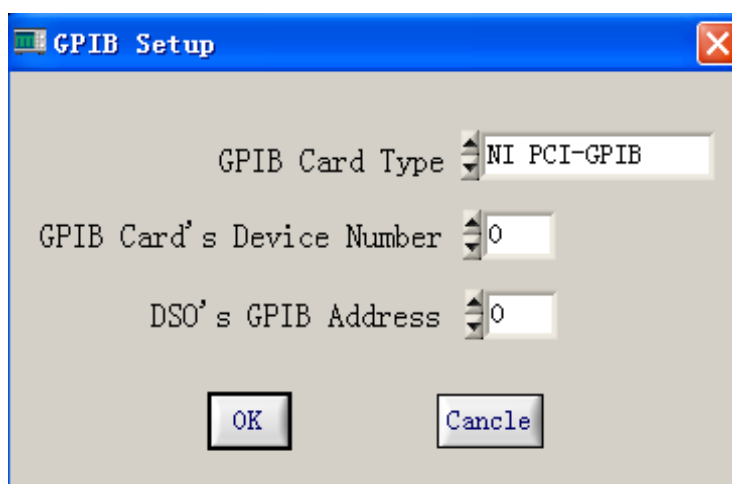 GPIB Setup
GPIB Card Type NI PCI-GPIB
GPIB Card's Device Number 0
DSO's GPIB Address 0
OK Cancle